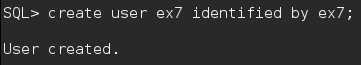 SQL> create user ex7 identified by ex7;
User created.